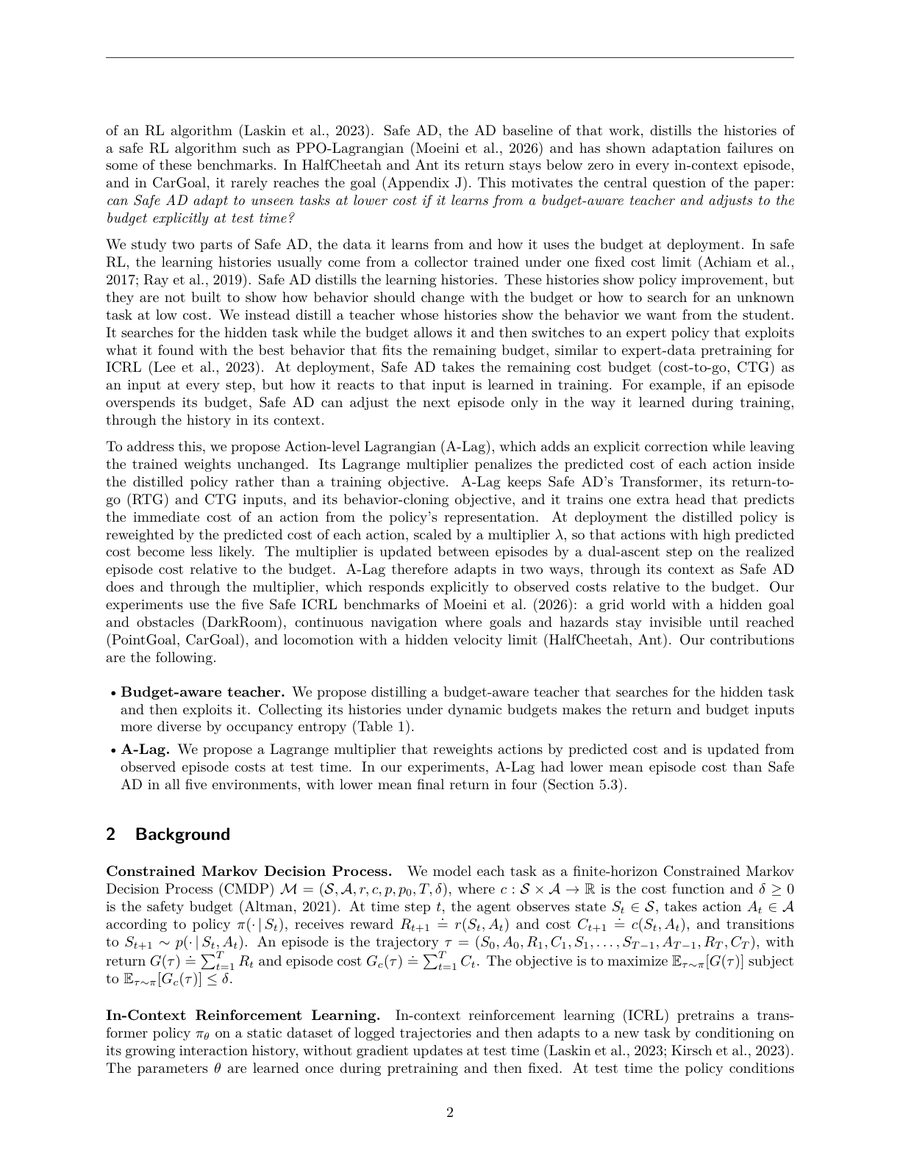 of an RL algorithm (Laskin et al., 2023). Safe AD, the AD baseline of that work, distills the histories of
a safe RL algorithm such as PPO-Lagrangian (Moeini et al., 2026) and has shown adaptation failures on
some of these benchmarks. In HalfCheetah and Ant its return stays below zero in every in-context episode,
and in CarGoal, it rarely reaches the goal (Appendix J). This motivates the central question of the paper:
can Safe AD adapt to unseen tasks at lower cost if it learns from a budget-aware teacher and adjusts to the
budget explicitly at test time?
We study two parts of Safe AD, the data it learns from and how it uses the budget at deployment. In safe
RL, the learning histories usually come from a collector trained under one fixed cost limit (Achiam et al.,
2017; Ray et al., 2019). Safe AD distills the learning histories. These histories show policy improvement, but
they are not built to show how behavior should change with the budget or how to search for an unknown
task at low cost. We instead distill a teacher whose histories show the behavior we want from the student.
It searches for the hidden task while the budget allows it and then switches to an expert policy that exploits
what it found with the best behavior that fits the remaining budget, similar to expert-data pretraining for
ICRL (Lee et al., 2023). At deployment, Safe AD takes the remaining cost budget (cost-to-go, CTG) as
an input at every step, but how it reacts to that input is learned in training. For example, if an episode
overspends its budget, Safe AD can adjust the next episode only in the way it learned during training,
through the history in its context.
To address this, we propose Action-level Lagrangian (A-Lag), which adds an explicit correction while leaving
the trained weights unchanged. Its Lagrange multiplier penalizes the predicted cost of each action inside
the distilled policy rather than a training objective. A-Lag keeps Safe AD's Transformer, its return-to-
go (RTG) and CTG inputs, and its behavior-cloning objective, and it trains one extra head that predicts
the immediate cost of an action from the policy's representation. At deployment the distilled policy is
reweighted by the predicted cost of each action, scaled by a multiplier λ, so that actions with high predicted
cost become less likely. The multiplier is updated between episodes by a dual-ascent step on the realized
episode cost relative to the budget. A-Lag therefore adapts in two ways, through its context as Safe AD
does and through the multiplier, which responds explicitly to observed costs relative to the budget. Our
experiments use the five Safe ICRL benchmarks of Moeini et al. (2026): a grid world with a hidden goal
and obstacles (DarkRoom), continuous navigation where goals and hazards stay invisible until reached
(PointGoal, CarGoal), and locomotion with a hidden velocity limit (HalfCheetah, Ant). Our contributions
are the following.
• Budget-aware teacher. We propose distilling a budget-aware teacher that searches for the hidden task
and then exploits it. Collecting its histories under dynamic budgets makes the return and budget inputs
more diverse by occupancy entropy (Table 1).
• A-Lag. We propose a Lagrange multiplier that reweights actions by predicted cost and is updated from
observed episode costs at test time. In our experiments, A-Lag had lower mean episode cost than Safe
AD in all five environments, with lower mean final return in four (Section 5.3).
2 Background
Constrained Markov Decision Process. We model each task as a finite-horizon Constrained Markov
Decision Process (CMDP) ℳ = (𝒮, 𝒜, r, c, p, p₀, T, δ), where c : 𝒮 × 𝒜 → ℝ is the cost function and δ ≥ 0
is the safety budget (Altman, 2021). At time step t, the agent observes state Sₜ ∈ 𝒮, takes action Aₜ ∈ 𝒜
according to policy π(· | Sₜ), receives reward Rₜ₊₁ ≐ r(Sₜ, Aₜ) and cost Cₜ₊₁ ≐ c(Sₜ, Aₜ), and transitions
to Sₜ₊₁ ∼ p(· | Sₜ, Aₜ). An episode is the trajectory τ = (S₀, A₀, R₁, C₁, S₁, . . . , S_{T−1}, A_{T−1}, R_T, C_T), with
return G(τ) ≐ ∑_{t=1}^{T} Rₜ and episode cost G_c(τ) ≐ ∑_{t=1}^{T} Cₜ. The objective is to maximize 𝔼_{τ∼π}[G(τ)] subject
to 𝔼_{τ∼π}[G_c(τ)] ≤ δ.
In-Context Reinforcement Learning. In-context reinforcement learning (ICRL) pretrains a trans-
former policy π_θ on a static dataset of logged trajectories and then adapts to a new task by conditioning on
its growing interaction history, without gradient updates at test time (Laskin et al., 2023; Kirsch et al., 2023).
The parameters θ are learned once during pretraining and then fixed. At test time the policy conditions
2